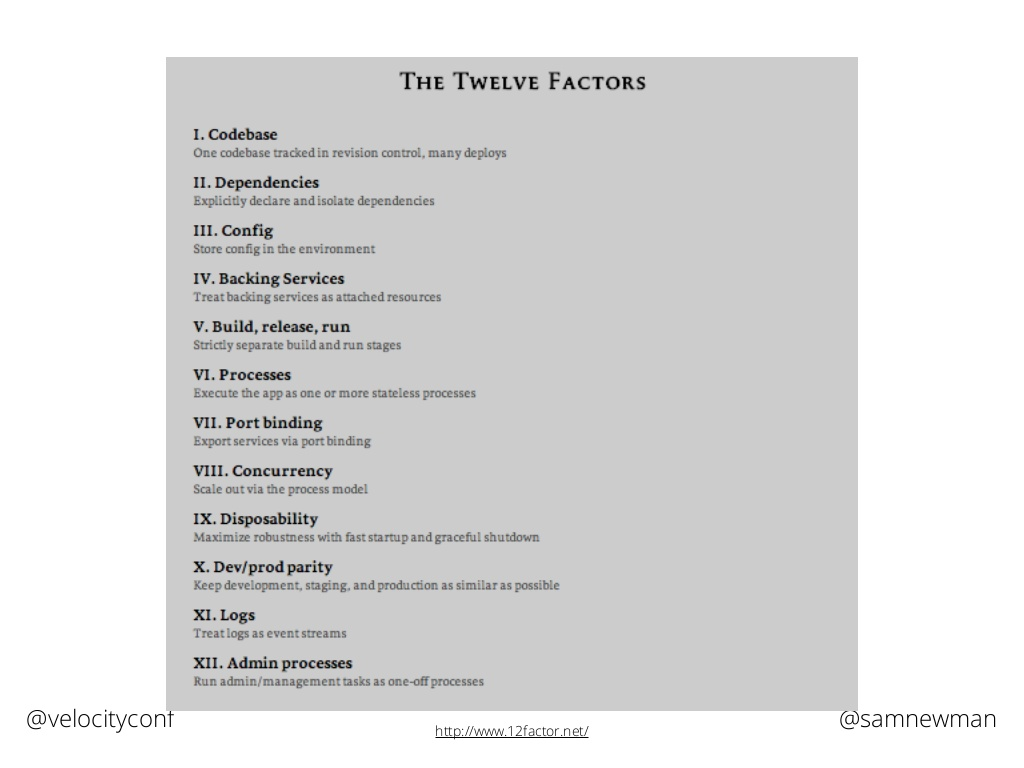 THE TWELVE FACTORS
I. Codebase
One codebase tracked in revision control, many deploys
II. Dependencies
Explicitly declare and isolate dependencies
III. Config
Store config in the environment
IV. Backing Services
Treat backing services as attached resources
V. Build, release, run
Strictly separate build and run stages
VI. Processes
Execute the app as one or more stateless processes
VII. Port binding
Export services via port binding
VIII. Concurrency
Scale out via the process model
IX. Disposability
Maximize robustness with fast startup and graceful shutdown
X. Dev/prod parity
Keep development, staging, and production as similar as possible
XI. Logs
Treat logs as event streams
XII. Admin processes
Run admin/management tasks as one-off processes
@velocityconf
http://www.12factor.net/
@samnewman